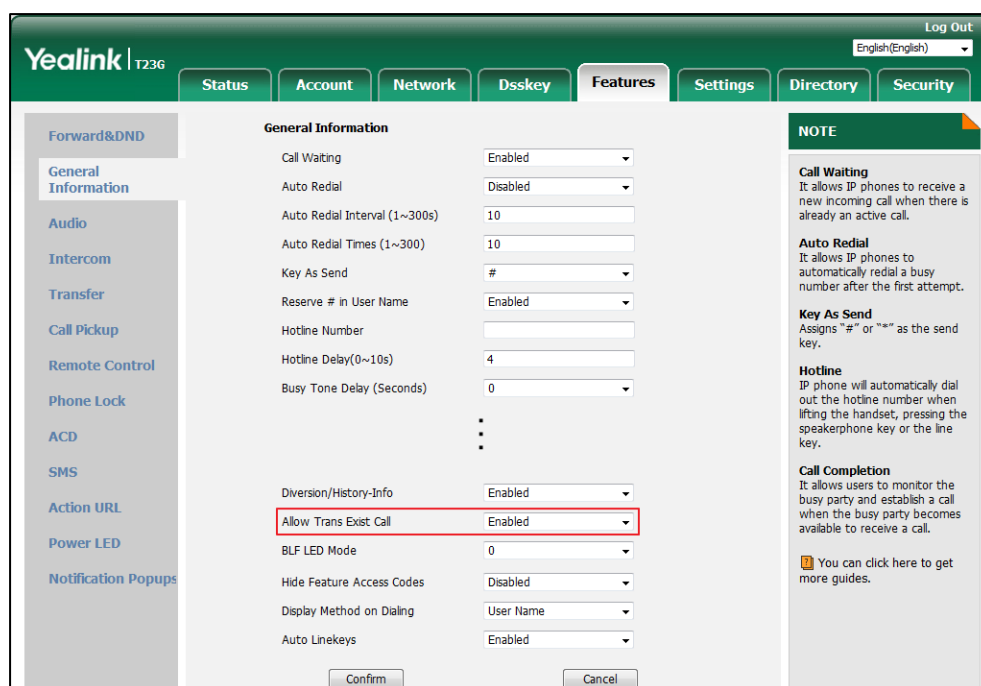 Log Out
English(English)
Yealink T23G
Status Account Network Dsskey Features Settings Directory Security
Forward&DND
General
Information
Audio
Intercom
Transfer
Call Pickup
Remote Control
Phone Lock
ACD
SMS
Action URL
Power LED
Notification Popups
General Information
Call Waiting Enabled
Auto Redial Disabled
Auto Redial Interval (1~300s) 10
Auto Redial Times (1~300) 10
Key As Send #
Reserve # in User Name Enabled
Hotline Number
Hotline Delay(0~10s) 4
Busy Tone Delay (Seconds) 0
Diversion/History-Info Enabled
Allow Trans Exist Call Enabled
BLF LED Mode 0
Hide Feature Access Codes Disabled
Display Method on Dialing User Name
Auto Linekeys Enabled
Confirm Cancel
NOTE
Call Waiting
It allows IP phones to receive a
new incoming call when there is
already an active call.
Auto Redial
It allows IP phones to
automatically redial a busy
number after the first attempt.
Key As Send
Assigns "#" or "*" as the send
key.
Hotline
IP phone will automatically dial
out the hotline number when
lifting the handset, pressing the
speakerphone key or the line
key.
Call Completion
It allows users to monitor the
busy party and establish a call
when the busy party becomes
available to receive a call.
You can click here to get
more guides.